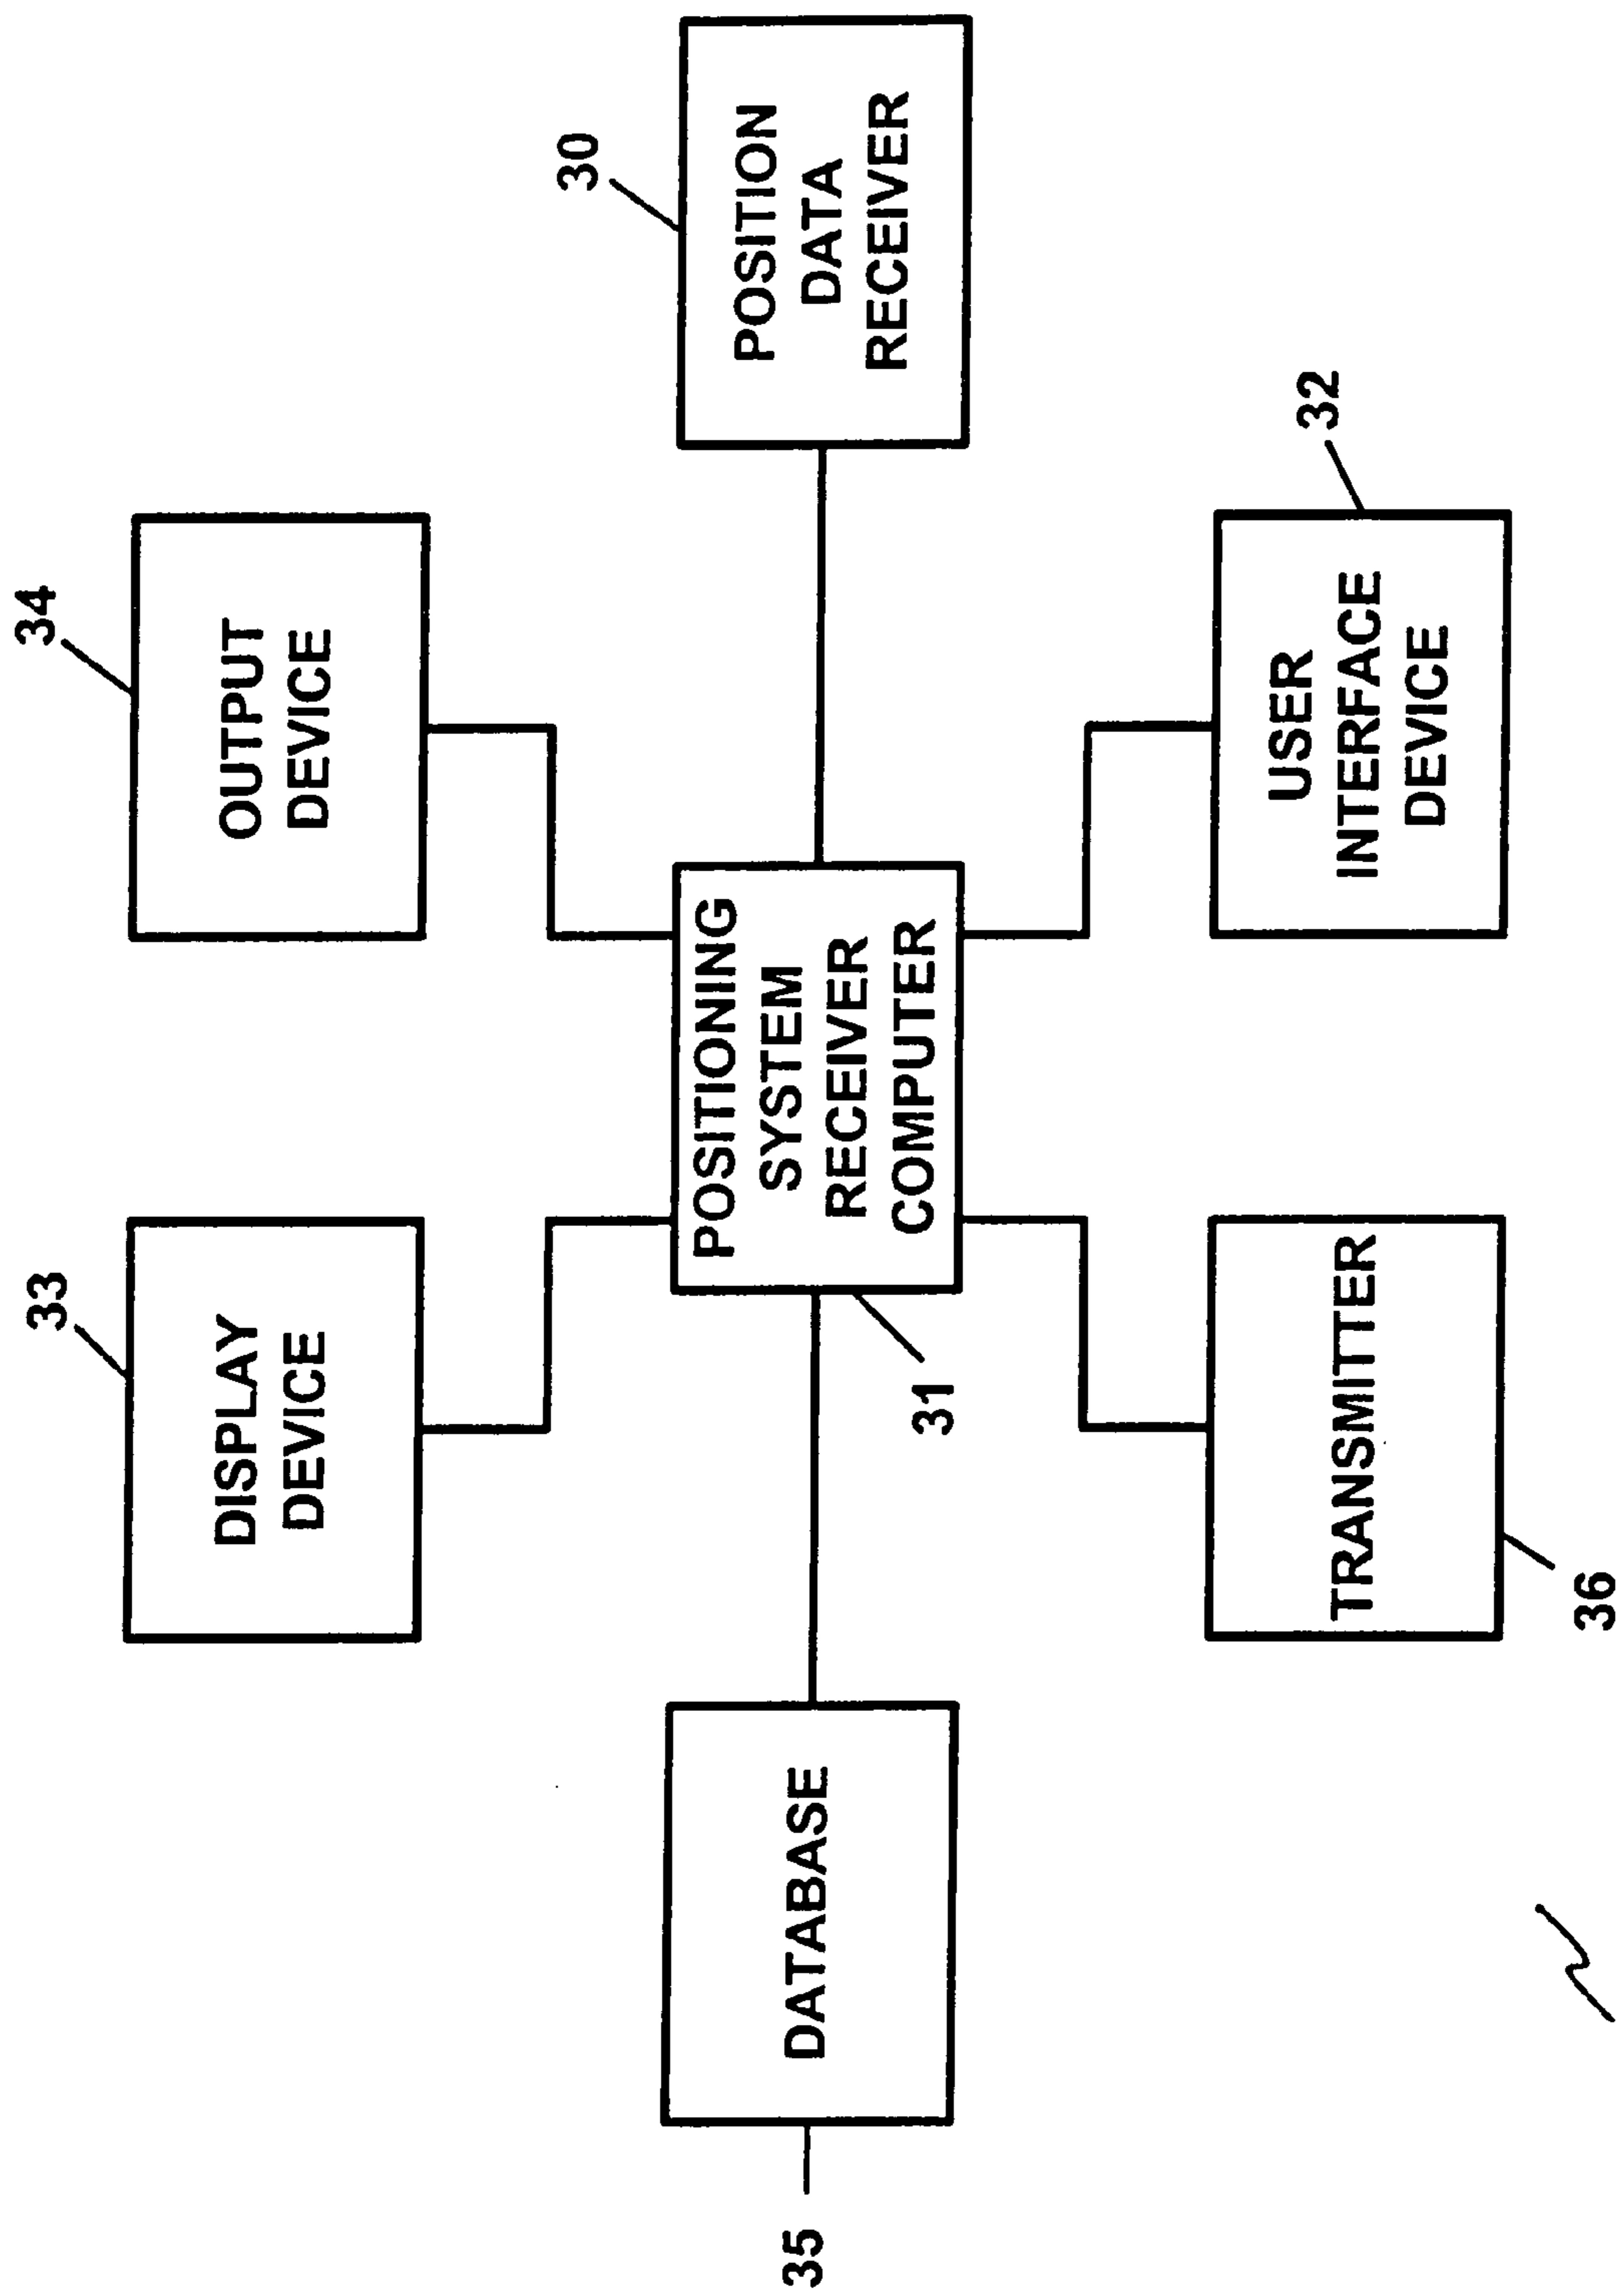 33
DISPLAY
DEVICE
34
OUTPUT
DEVICE
35
DATABASE
POSITIONING
SYSTEM
RECEIVER
COMPUTER
31
30
POSITION
DATA
RECEIVER
TRANSMITTER
36
USER
INTERFACE
DEVICE
32